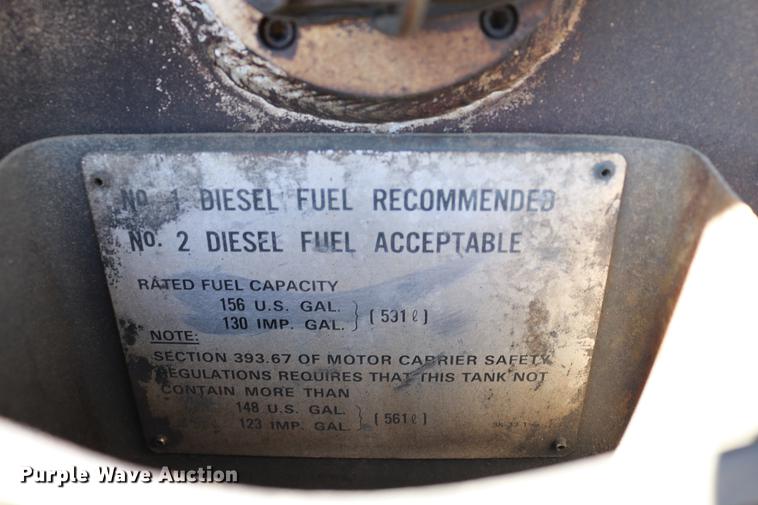 No. 1 DIESEL FUEL RECOMMENDED
No. 2 DIESEL FUEL ACCEPTABLE
RATED FUEL CAPACITY
156 U.S. GAL.
130 IMP. GAL. } [531ℓ]
NOTE:
SECTION 393.67 OF MOTOR CARRIER SAFETY
REGULATIONS REQUIRES THAT THIS TANK NOT
CONTAIN MORE THAN
148 U.S. GAL.
123 IMP. GAL. } [561ℓ]
Purple Wave Auction